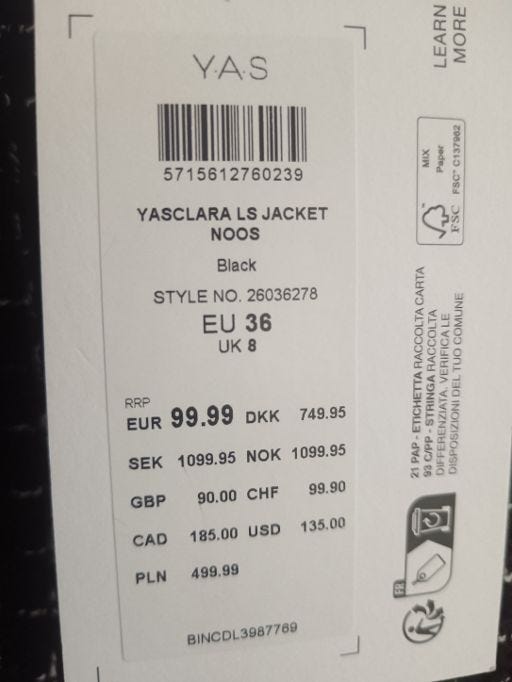 Y.A.S
5715612760239
YASCLARA LS JACKET
NOOS
Black
STYLE NO. 26036278
EU 36
UK 8
RRP
EUR 99.99 DKK 749.95
SEK 1099.95 NOK 1099.95
GBP 90.00 CHF 99.90
CAD 185.00 USD 135.00
PLN 499.99
BINCDL3987769
LEARN
MORE
MIX
Paper
FSC™ C137962
FSC™
21 PAP - ETICHETTA RACCOLTA CARTA
93 C/PP - STRINGA RACCOLTA
DIFFERENZIATA. VERIFICA LE
DISPOSIZIONI DEL TUO COMUNE
FR